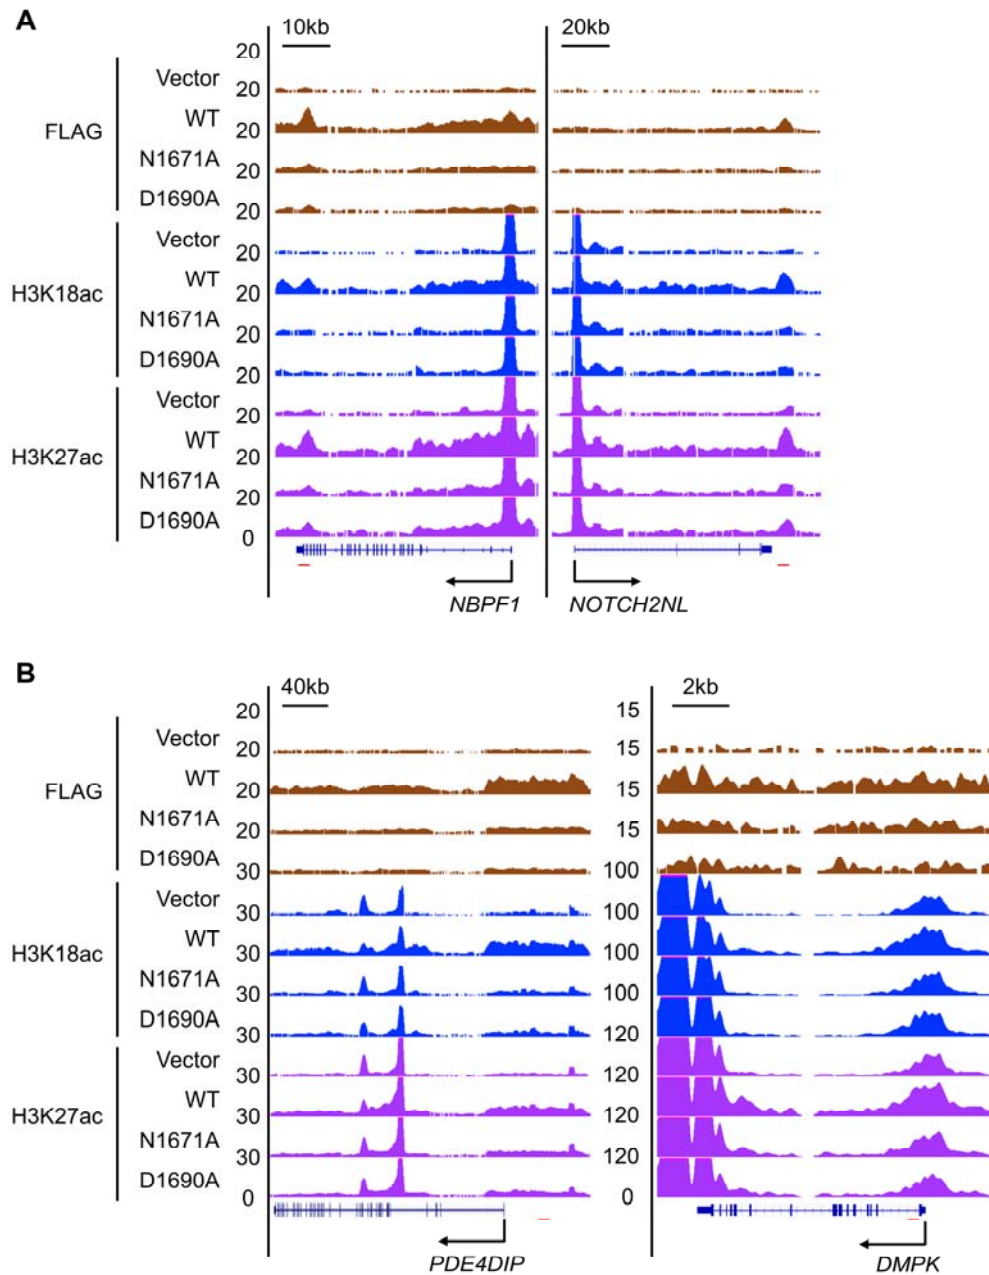 A
10kb 20kb
20
Vector
20
WT
FLAG
20
N1671A
20
D1690A
20
Vector
20
WT
H3K18ac
20
N1671A
20
D1690A
20
Vector
20
WT
H3K27ac
20
N1671A
20
D1690A
0
NBPF1 NOTCH2NL
B
40kb 2kb
20 15
Vector
20 15
WT
FLAG
20 15
N1671A
20 15
D1690A
30 100
Vector
30 100
WT
H3K18ac
30 100
N1671A
30 100
D1690A
30 120
Vector
30 120
WT
H3K27ac
30 120
N1671A
30 120
D1690A
0 0
PDE4DIP DMPK